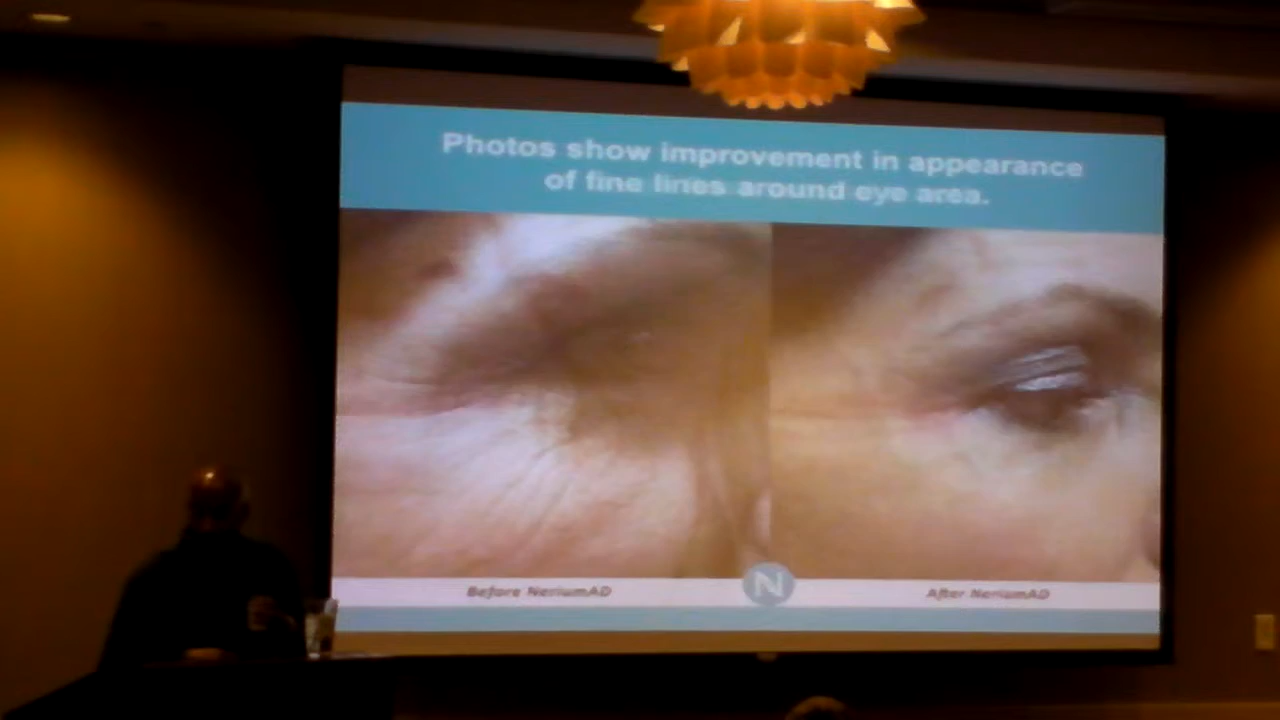 Photos show improvement in appearance
of fine lines around eye area.
Before NeriumAD
N
After NeriumAD